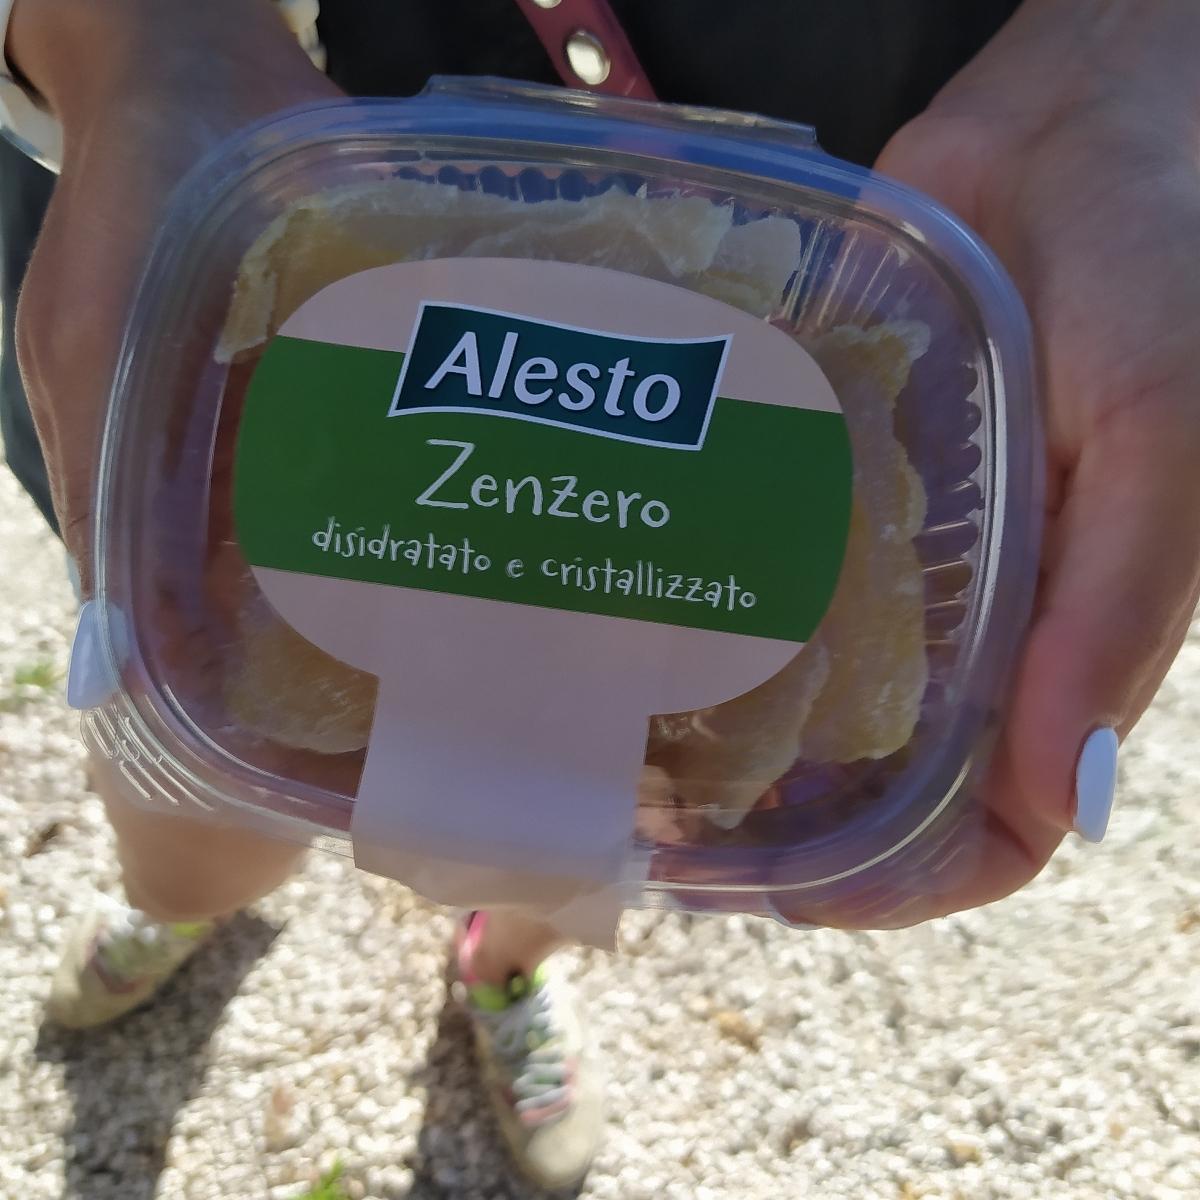 Alesto
Zenzero
disidratato e cristallizzato